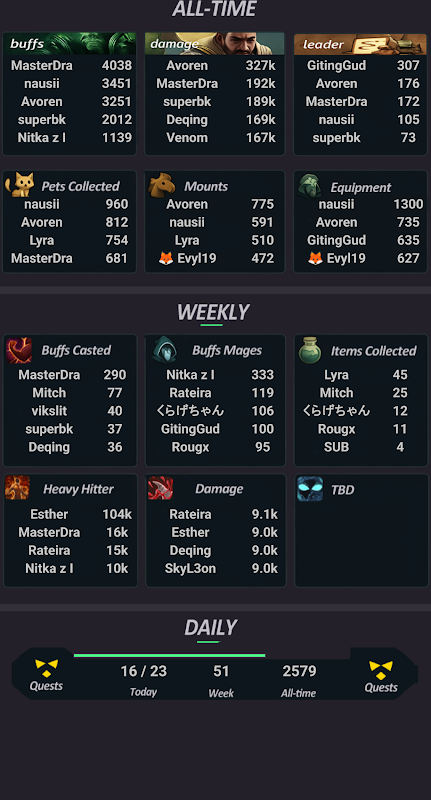 ALL-TIME
buffs
MasterDra 4038
nausii 3451
Avoren 3251
superbk 2012
Nitka z I 1139
damage
Avoren 327k
MasterDra 192k
superbk 189k
Deqing 169k
Venom 167k
leader
GitingGud 307
Avoren 176
MasterDra 172
nausii 105
superbk 73
Pets Collected
nausii 960
Avoren 812
Lyra 754
MasterDra 681
Mounts
Avoren 775
nausii 591
Lyra 510
🦊 Evyl19 472
Equipment
nausii 1300
Avoren 735
GitingGud 635
🦊 Evyl19 627
WEEKLY
Buffs Casted
MasterDra 290
Mitch 77
vikslit 40
superbk 37
Deqing 36
Buffs Mages
Nitka z I 333
Rateira 119
くらげちゃん 106
GitingGud 100
Rougx 95
Items Collected
Lyra 45
Mitch 25
くらげちゃん 12
Rougx 11
SUB 4
Heavy Hitter
Esther 104k
MasterDra 16k
Rateira 15k
Nitka z I 10k
Damage
Rateira 9.1k
Esther 9.0k
Deqing 9.0k
SkyL3on 9.0k
TBD
DAILY
Quests
16 / 23 51 2579
Today Week All-time
Quests